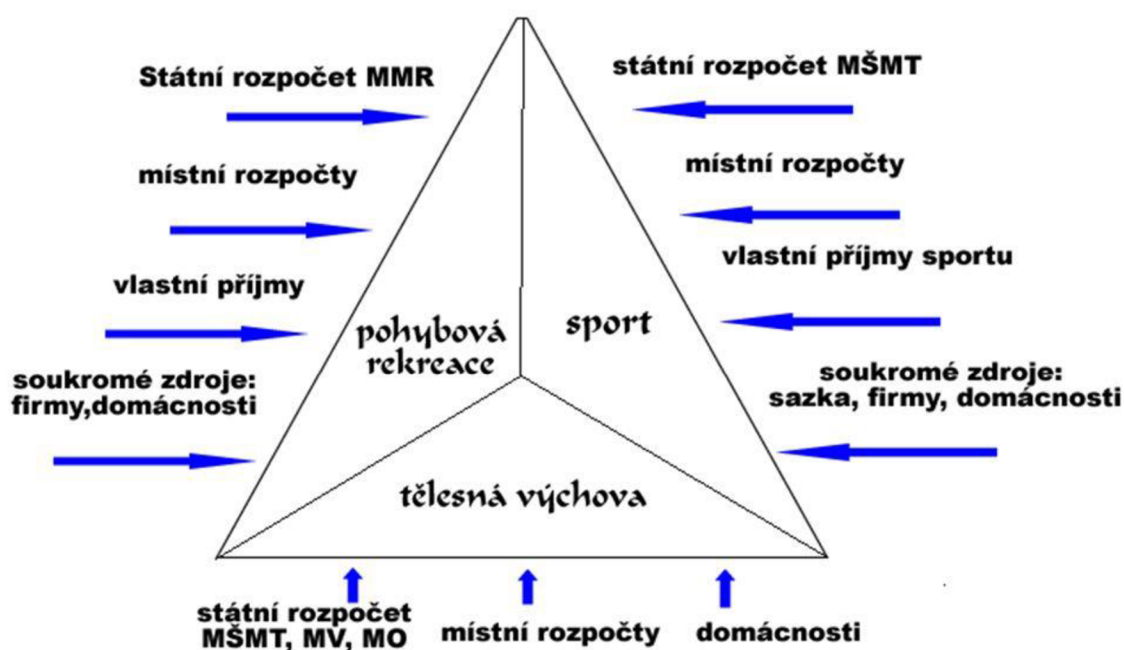 Státní rozpočet MMR
místní rozpočty
vlastní příjmy
soukromé zdroje:
firmy,domácnosti
státní rozpočet MŠMT
místní rozpočty
vlastní příjmy sportu
soukromé zdroje:
sazka, firmy, domácnosti
pohybová
rekreace
sport
tělesná výchova
státní rozpočet
MŠMT, MV, MO
místní rozpočty
domácnosti